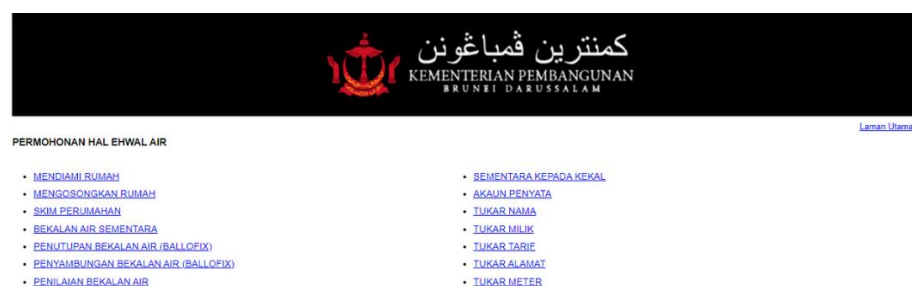 كمنترين ڤمباڠونن
KEMENTERIAN PEMBANGUNAN
BRUNEI DARUSSALAM
Laman Utama
PERMOHONAN HAL EHWAL AIR
MENDIAMI RUMAH
MENGOSONGKAN RUMAH
SKIM PERUMAHAN
BEKALAN AIR SEMENTARA
PENUTUPAN BEKALAN AIR (BALLOFIX)
PENYAMBUNGAN BEKALAN AIR (BALLOFIX)
PENILAIAN BEKALAN AIR
SEMENTARA KEPADA KEKAL
AKAUN PENYATA
TUKAR NAMA
TUKAR MILIK
TUKAR TARIF
TUKAR ALAMAT
TUKAR METER